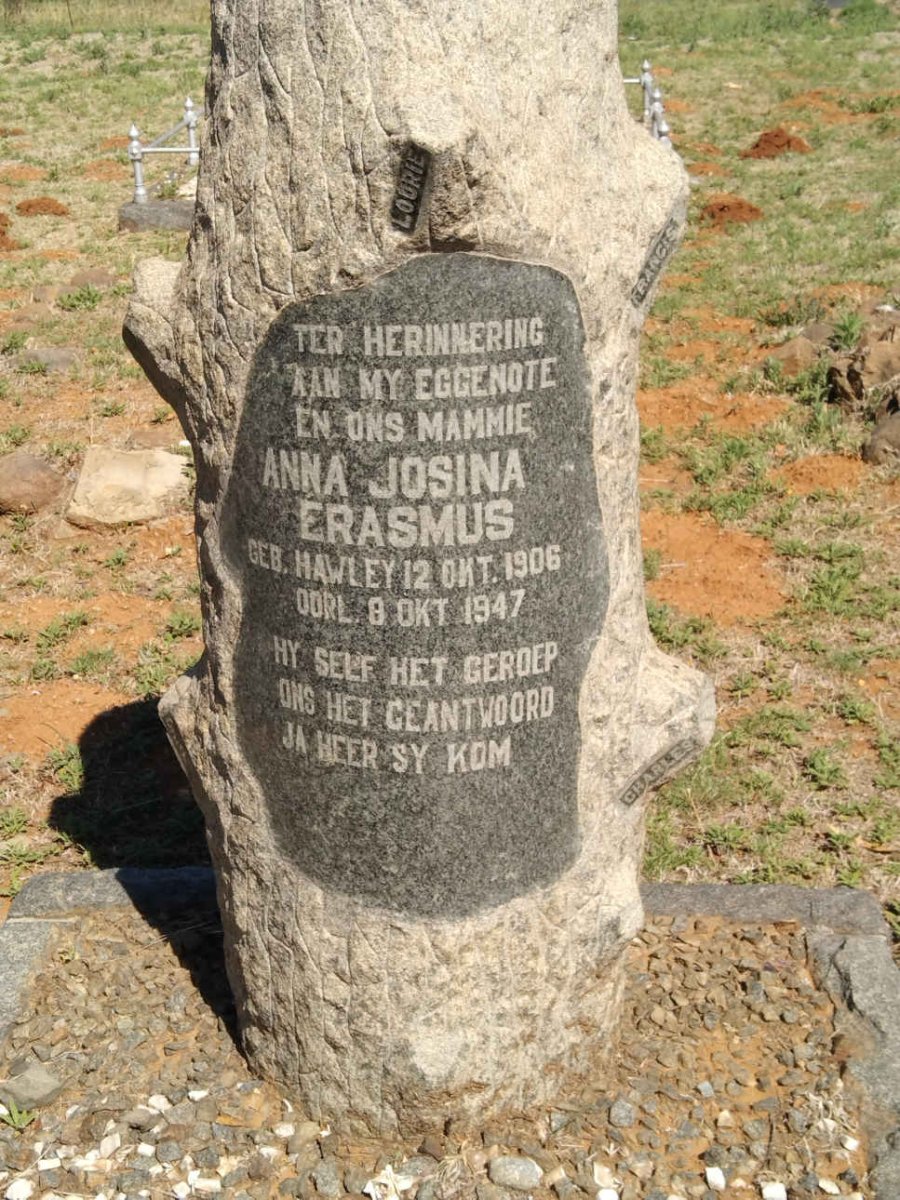 LOURIE
TER HERINNERING
AAN MY EGGENOTE
EN ONS MAMMIE
ANNA JOSINA
ERASMUS
GEB. HAWLEY 12 OKT. 1906
OORL. 8 OKT 1947
HY SELF HET GEROEP
ONS HET GEANTWOORD
JA HEER SY KOM
CHARLES